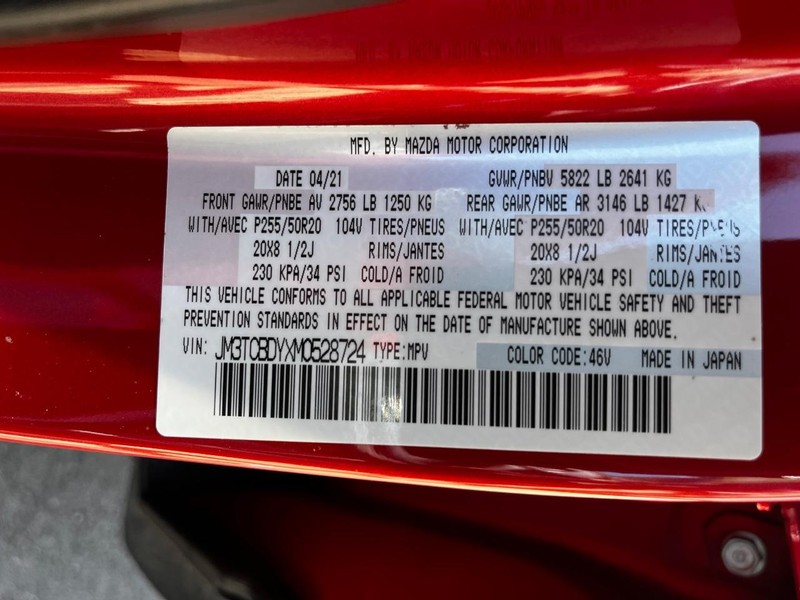 MFD. BY MAZDA MOTOR CORPORATION
DATE 04/21 GVWR/PNBV 5822 LB 2641 KG
FRONT GAWR/PNBE AV 2756 LB 1250 KG REAR GAWR/PNBE AR 3146 LB 1427 KG
WITH/AVEC P255/50R20 104V TIRES/PNEUS WITH/AVEC P255/50R20 104V TIRES/PNEUS
20X8 1/2J RIMS/JANTES 20X8 1/2J RIMS/JANTES
230 KPA/34 PSI COLD/A FROID 230 KPA/34 PSI COLD/A FROID
THIS VEHICLE CONFORMS TO ALL APPLICABLE FEDERAL MOTOR VEHICLE SAFETY AND THEFT
PREVENTION STANDARDS IN EFFECT ON THE DATE OF MANUFACTURE SHOWN ABOVE.
VIN: JM3TCBDYXM0528724 TYPE:MPV COLOR CODE:46V MADE IN JAPAN